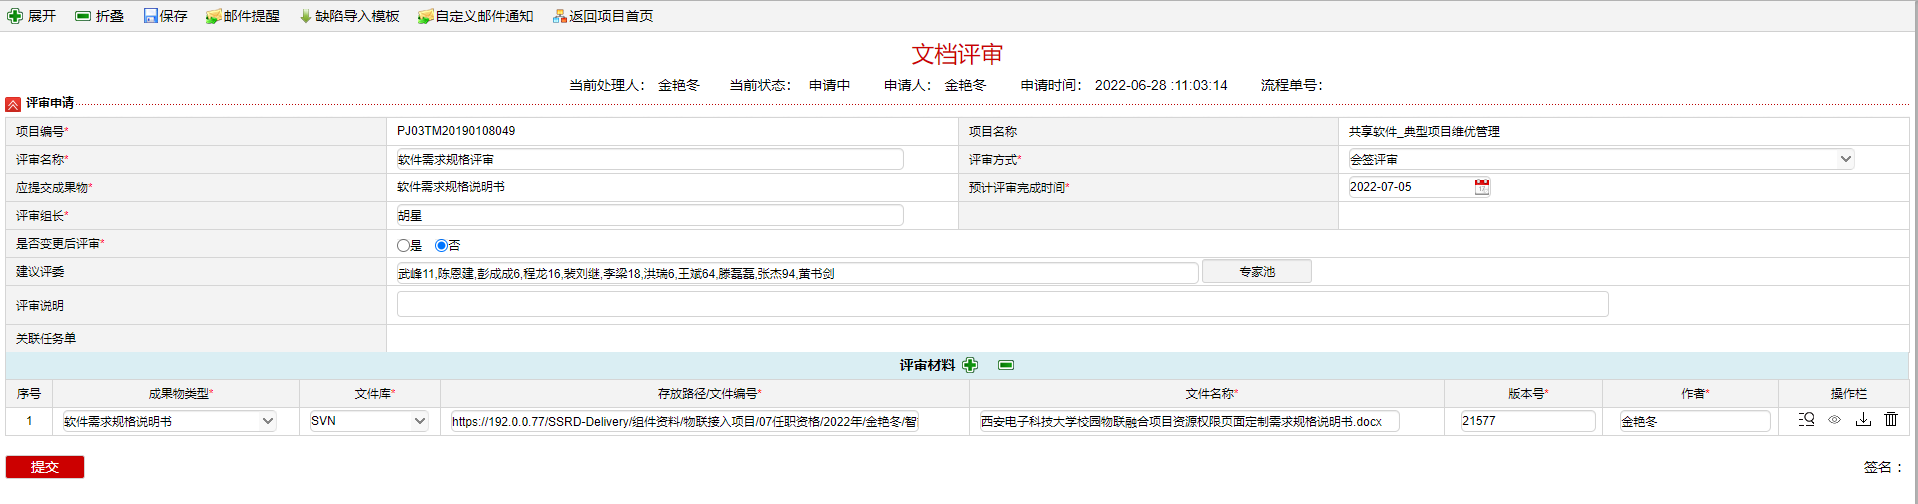 展开 折叠 保存 邮件提醒 缺陷导入模板 自定义邮件通知 返回项目首页
文档评审
当前处理人： 金艳冬 当前状态： 申请中 申请人： 金艳冬 申请时间： 2022-06-28 :11:03:14 流程单号：
评审申请
项目编号* PJ03TM20190108049 项目名称 共享软件_典型项目维优管理
评审名称* 软件需求规格评审 评审方式* 会签评审
应提交成果物* 软件需求规格说明书 预计评审完成时间* 2022-07-05
评审组长* 胡星
是否变更后评审* 是 否
建议评委 武峰11,陈恩建,彭成成6,程龙16,裴刘继,李梁18,洪瑞6,王斌64,滕磊磊,张杰94,黄书剑 专家池
评审说明
关联任务单
评审材料
序号 成果物类型* 文件库* 存放路径/文件编号* 文件名称* 版本号* 作者* 操作栏
1 软件需求规格说明书 SVN https://192.0.0.77/SSRD-Delivery/组件资料/物联接入项目/07任职资格/2022年/金艳冬/智 西安电子科技大学校园物联融合项目资源权限页面定制需求规格说明书.docx 21577 金艳冬
提交 签名：